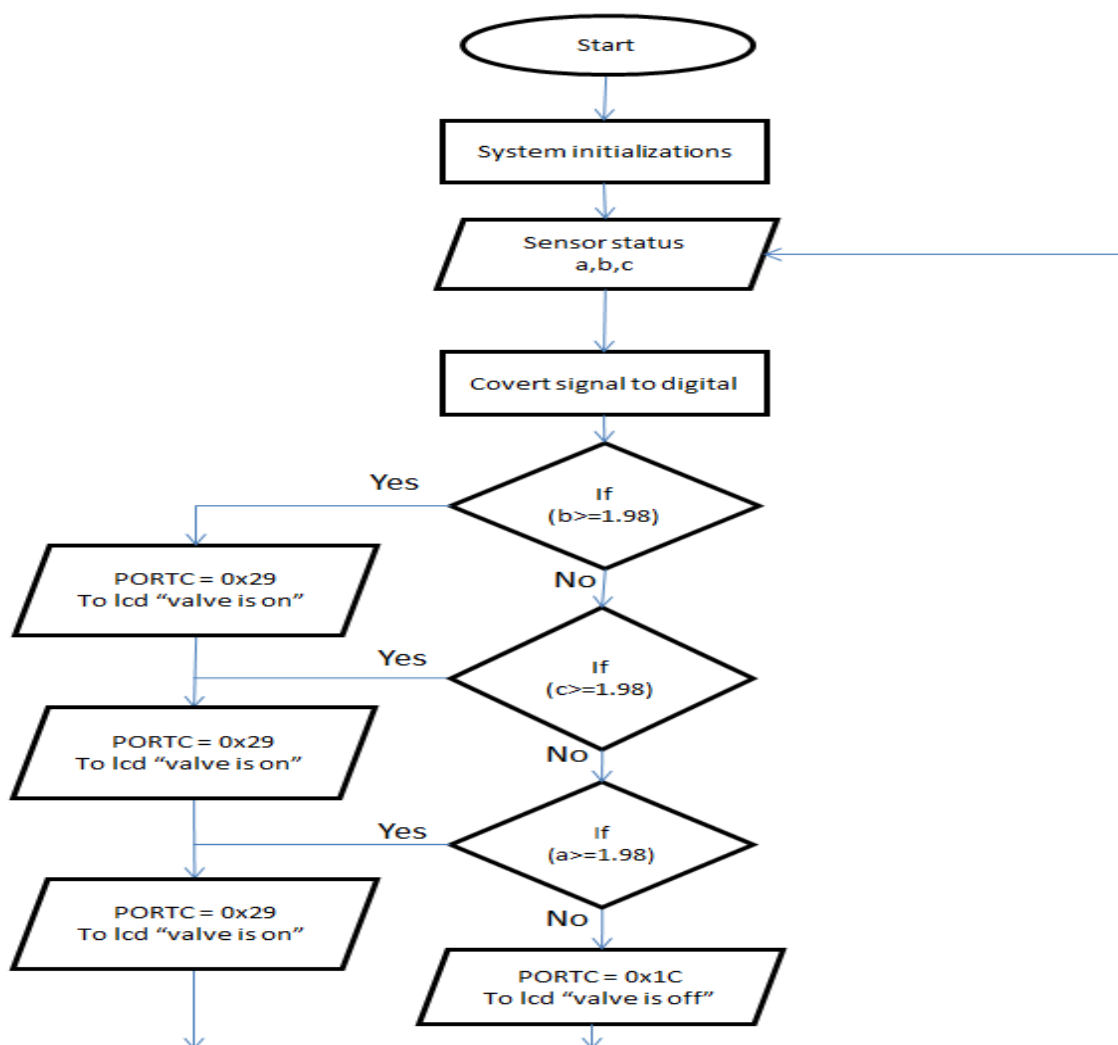 Start
System initializations
Sensor status
a,b,c
Covert signal to digital
If
(b>=1.98)
Yes
No
PORTC = 0x29
To lcd “valve is on”
If
(c>=1.98)
Yes
No
PORTC = 0x29
To lcd “valve is on”
If
(a>=1.98)
Yes
No
PORTC = 0x29
To lcd “valve is on”
PORTC = 0x1C
To lcd “valve is off”